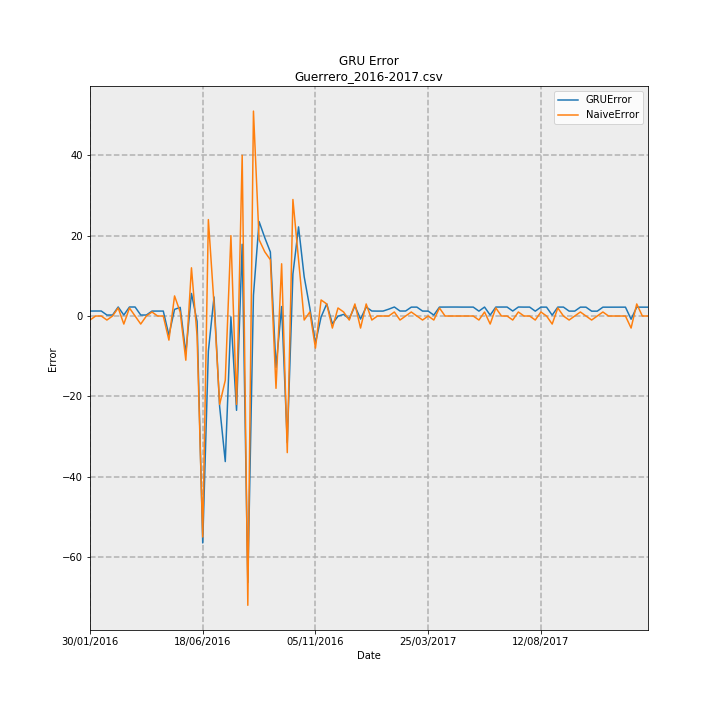 GRU Error
Guerrero_2016-2017.csv
GRUError
NaiveError
Error
40
20
0
−20
−40
−60
30/01/2016
18/06/2016
05/11/2016
25/03/2017
12/08/2017
Date